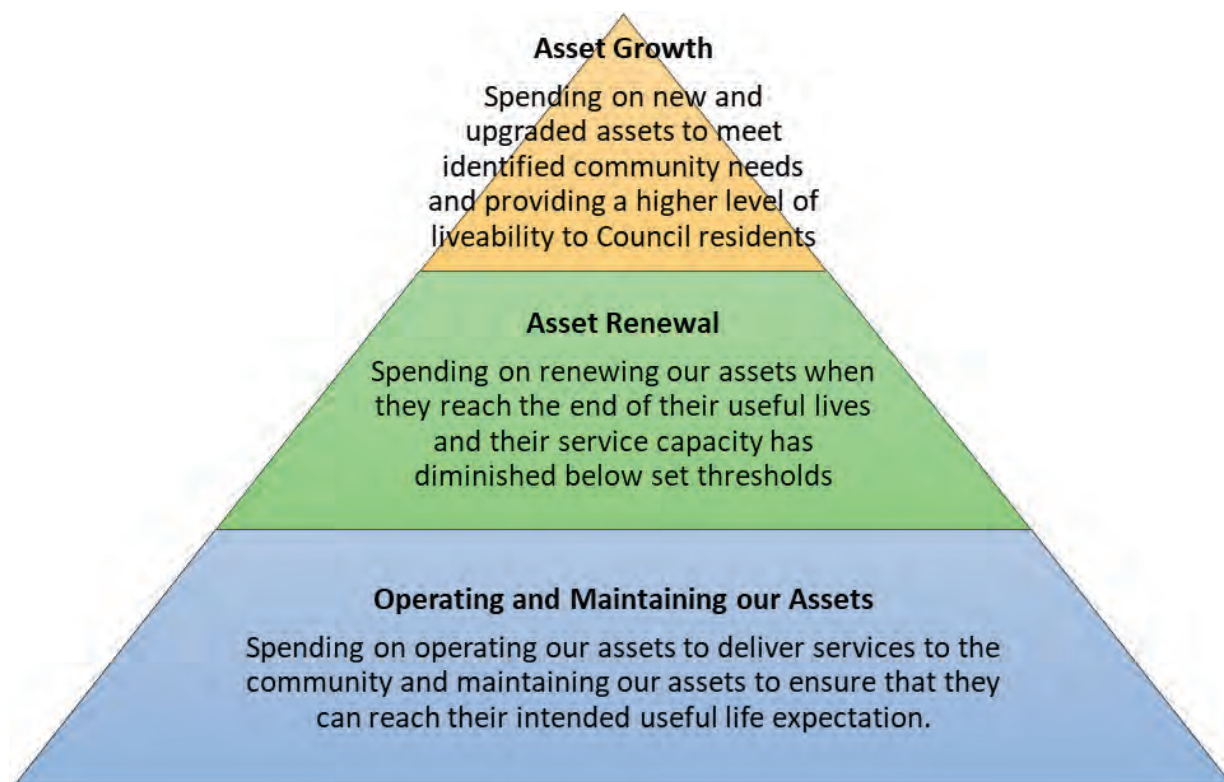 Asset Growth
Spending on new and
upgraded assets to meet
identified community needs
and providing a higher level of
liveability to Council residents
Asset Renewal
Spending on renewing our assets when
they reach the end of their useful lives
and their service capacity has
diminished below set thresholds
Operating and Maintaining our Assets
Spending on operating our assets to deliver services to the
community and maintaining our assets to ensure that they
can reach their intended useful life expectation.